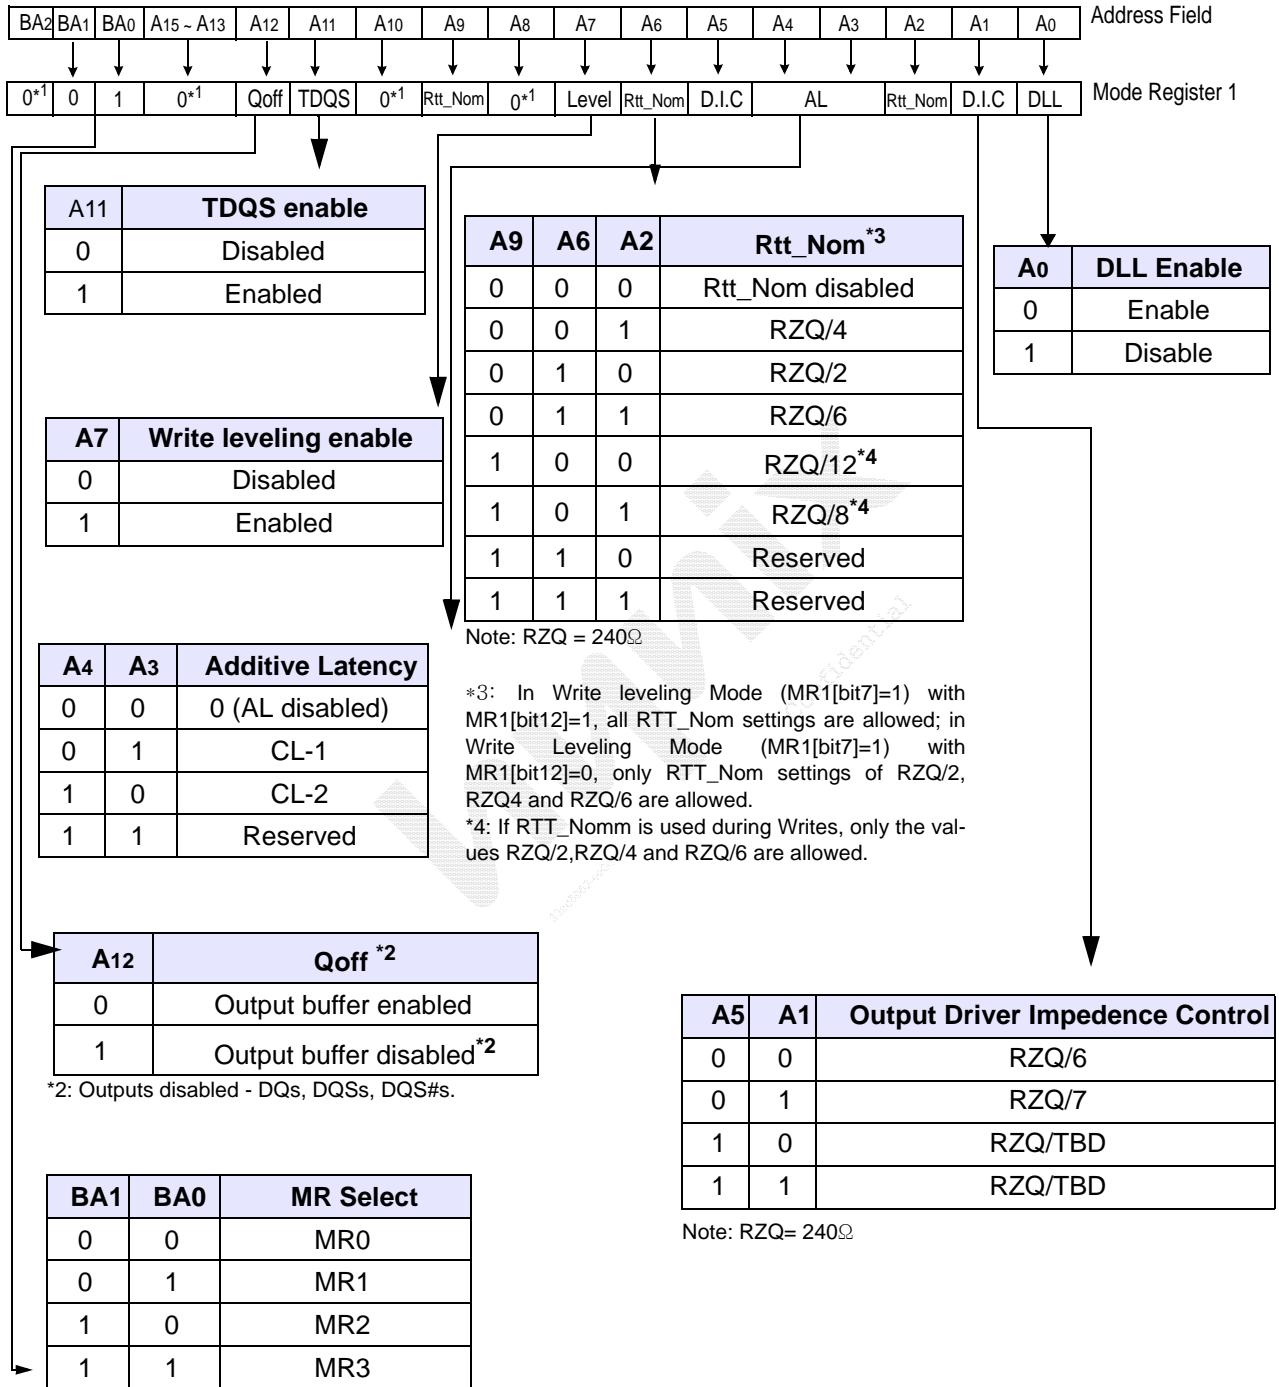 BA2 BA1 BA0 A15 ~ A13 A12 A11 A10 A9 A8 A7 A6 A5 A4 A3 A2 A1 A0 Address Field
0*1 0 1 0*1 Qoff TDQS 0*1 Rtt_Nom 0*1 Level Rtt_Nom D.I.C AL Rtt_Nom D.I.C DLL Mode Register 1
A11 TDQS enable
0 Disabled
1 Enabled
A9 A6 A2 Rtt_Nom*3
0 0 0 Rtt_Nom disabled
0 0 1 RZQ/4
0 1 0 RZQ/2
0 1 1 RZQ/6
1 0 0 RZQ/12*4
1 0 1 RZQ/8*4
1 1 0 Reserved
1 1 1 Reserved
Note: RZQ = 240Ω
A0 DLL Enable
0 Enable
1 Disable
A7 Write leveling enable
0 Disabled
1 Enabled
A4 A3 Additive Latency
0 0 0 (AL disabled)
0 1 CL-1
1 0 CL-2
1 1 Reserved
*3: In Write leveling Mode (MR1[bit7]=1) with
MR1[bit12]=1, all RTT_Nom settings are allowed; in
Write Leveling Mode (MR1[bit7]=1) with
MR1[bit12]=0, only RTT_Nom settings of RZQ/2,
RZQ4 and RZQ/6 are allowed.
*4: If RTT_Nomm is used during Writes, only the val-
ues RZQ/2,RZQ/4 and RZQ/6 are allowed.
A12 Qoff *2
0 Output buffer enabled
1 Output buffer disabled*2
*2: Outputs disabled - DQs, DQSs, DQS#s.
A5 A1 Output Driver Impedence Control
0 0 RZQ/6
0 1 RZQ/7
1 0 RZQ/TBD
1 1 RZQ/TBD
Note: RZQ= 240Ω
BA1 BA0 MR Select
0 0 MR0
0 1 MR1
1 0 MR2
1 1 MR3
Confidential